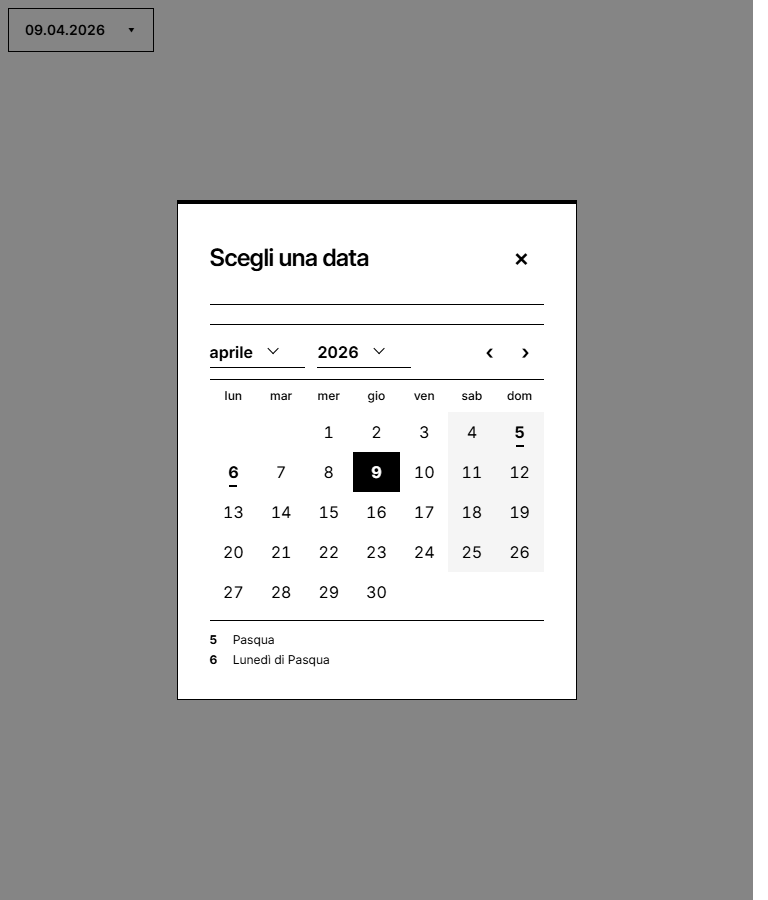 09.04.2026 ▾
Scegli una data ×
aprile 2026 ‹ ›
lun mar mer gio ven sab dom
1 2 3 4 5
6 7 8 9 10 11 12
13 14 15 16 17 18 19
20 21 22 23 24 25 26
27 28 29 30
5 Pasqua
6 Lunedì di Pasqua